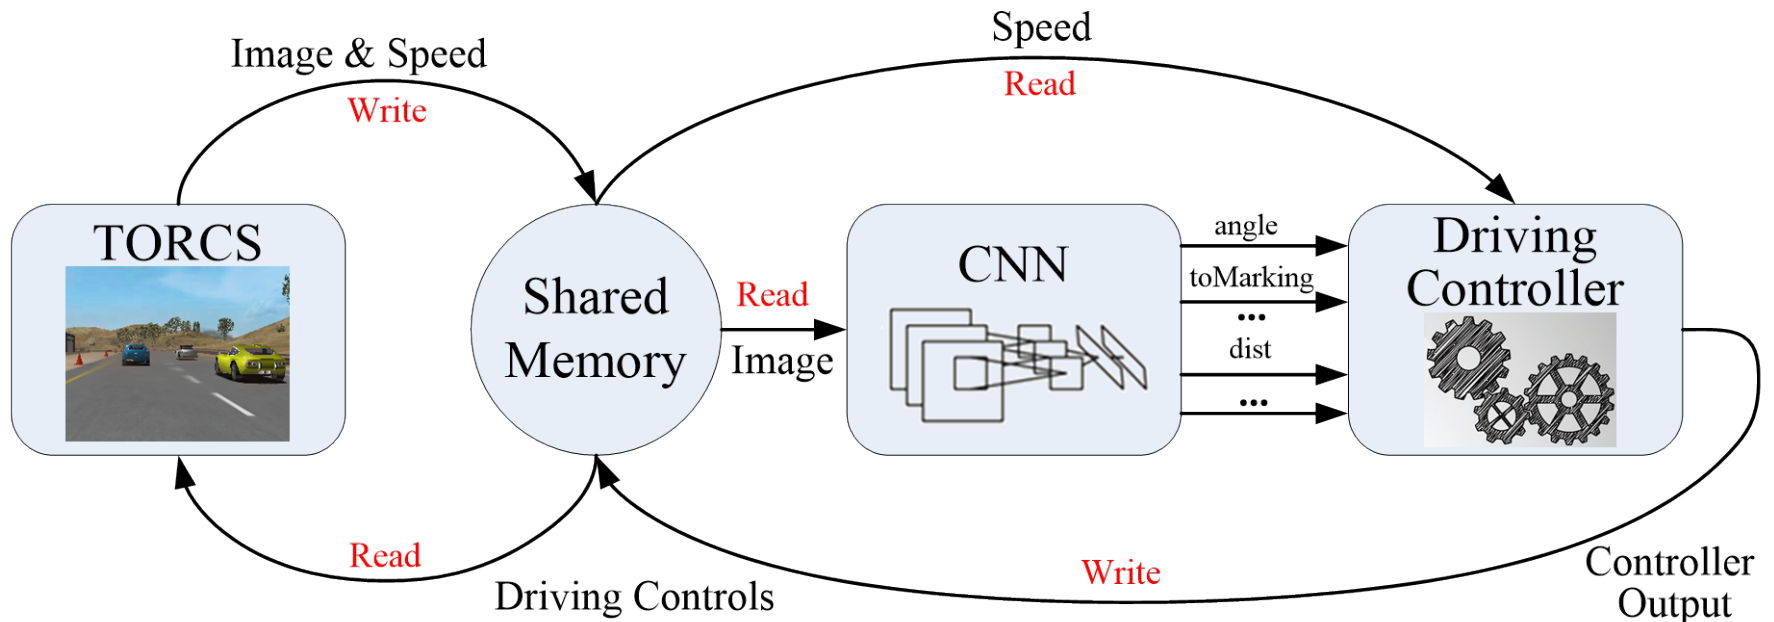 Image & Speed
Write
Speed
Read
TORCS
Shared
Memory
Read
Image
CNN
angle
toMarking
...
dist
...
Driving
Controller
Read
Driving Controls
Write
Controller
Output